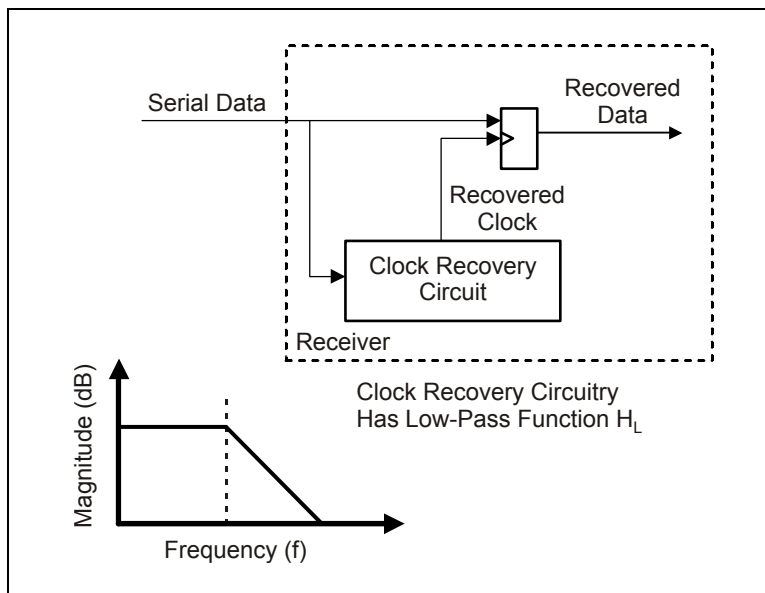 Serial Data
Recovered
Data
Recovered
Clock
Clock Recovery
Circuit
Receiver
Clock Recovery Circuitry
Has Low-Pass Function H_L
Magnitude (dB)
Frequency (f)